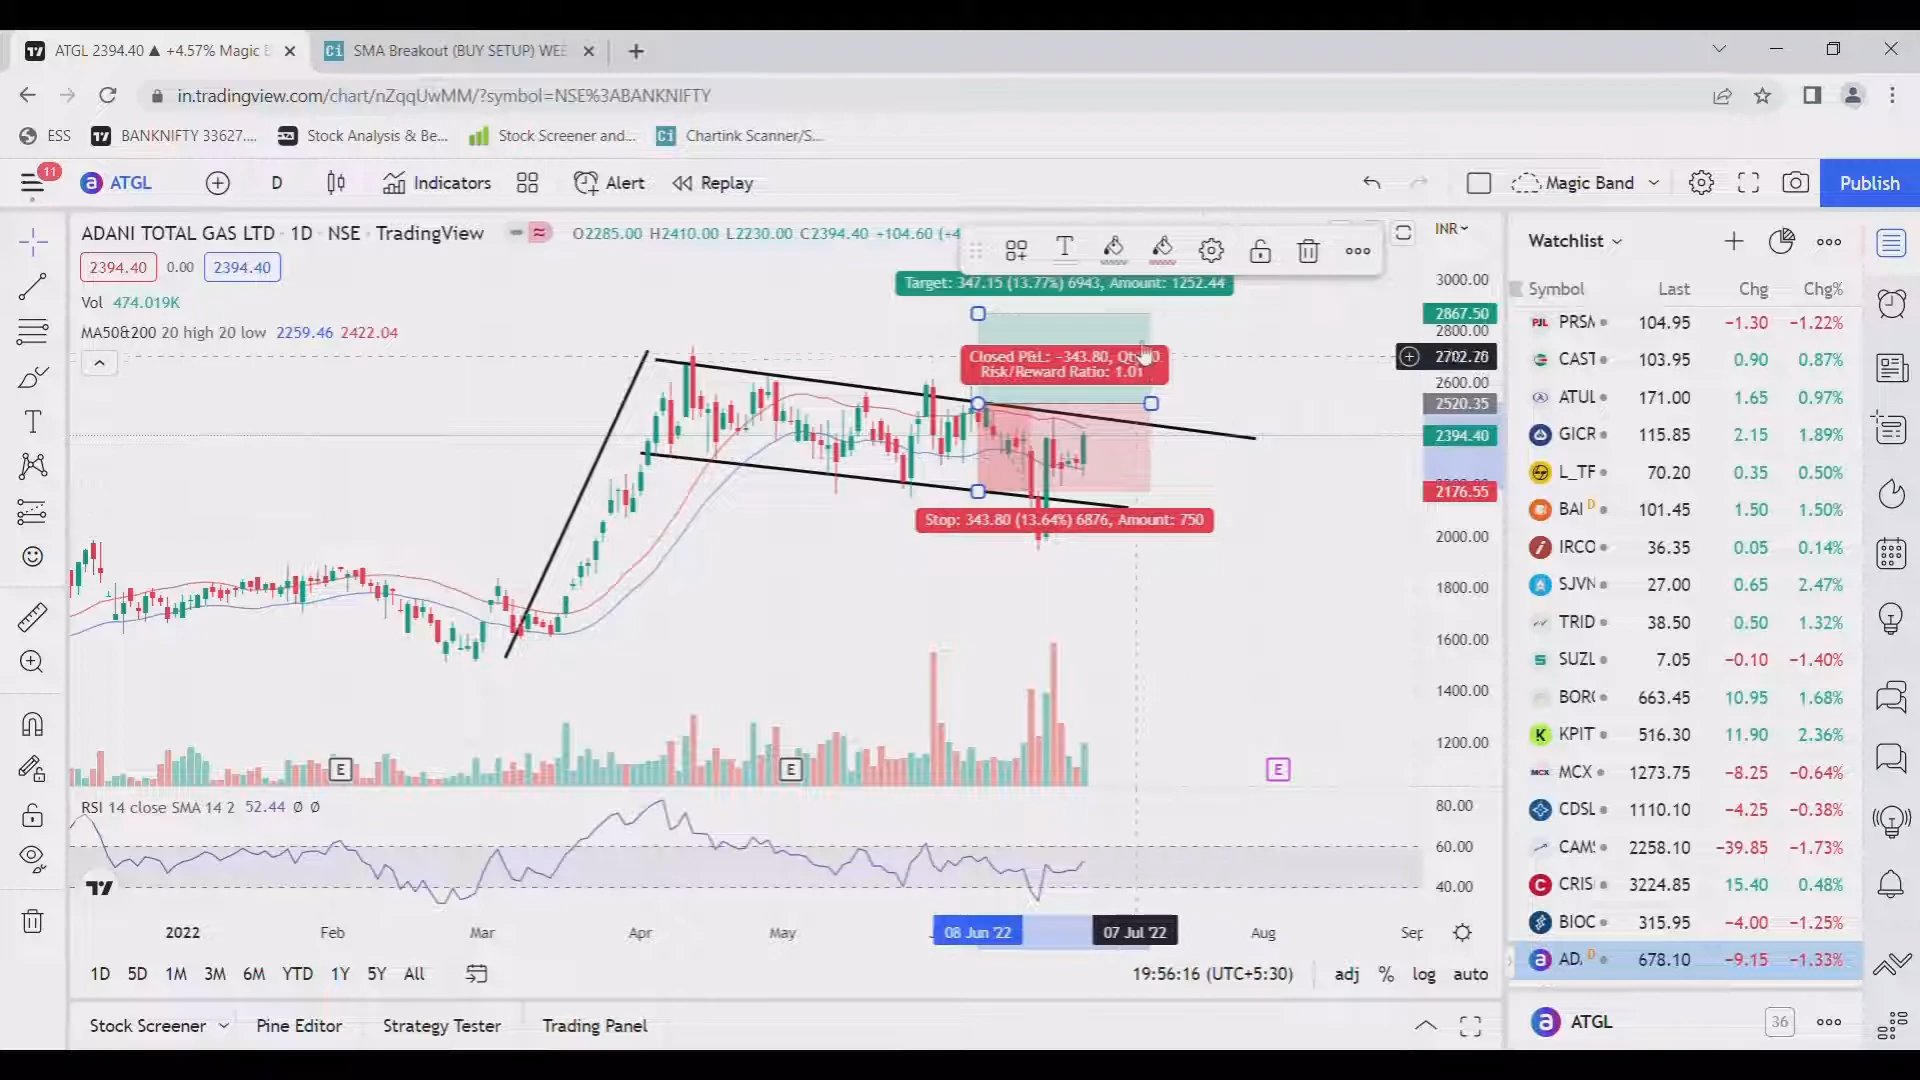 ATGL 2394.40 ▲ +4.57% Magic
SMA Breakout (BUY SETUP) WEE
in.tradingview.com/chart/nZqqUwMM/?symbol=NSE%3ABANKNIFTY
ESS
BANKNIFTY 33627....
Stock Analysis & Be...
Stock Screener and...
Chartink Scanner/S...
11
ATGL
D
Indicators
Alert
Replay
Magic Band
Publish
ADANI TOTAL GAS LTD · 1D · NSE · TradingView
O2285.00 H2410.00 L2230.00 C2394.40 +104.60 (+4
2394.40 0.00 2394.40
Vol 474.019K
MA50&200 20 high 20 low 2259.46 2422.04
Target: 347.15 (13.77%) 6943, Amount: 1252.44
Closed P&L: -343.80, Qty
Risk/Reward Ratio: 1.01
Stop: 343.80 (13.64%) 6876, Amount: 750
INR
3000.00
2867.50
2800.00
2702.20
2600.00
2520.35
2394.40
2176.55
2000.00
1800.00
1600.00
1400.00
1200.00
E
E
E
RSI 14 close SMA 14 2 52.44 Ø Ø
80.00
60.00
40.00
2022
Feb
Mar
Apr
May
08 Jun '22
07 Jul '22
Aug
Sep
1D 5D 1M 3M 6M YTD 1Y 5Y All
19:56:16 (UTC+5:30)
adj % log auto
Stock Screener
Pine Editor
Strategy Tester
Trading Panel
Watchlist
Symbol Last Chg Chg%
PRSM 104.95 −1.30 −1.22%
CAST 103.95 0.90 0.87%
ATUL 171.00 1.65 0.97%
GICR 115.85 2.15 1.89%
L_TF 70.20 0.35 0.50%
BAJ D 101.45 1.50 1.50%
IRCO 36.35 0.05 0.14%
SJVN 27.00 0.65 2.47%
TRID 38.50 0.50 1.32%
SUZL 7.05 −0.10 −1.40%
BORO 663.45 10.95 1.68%
KPIT 516.30 11.90 2.36%
MCX 1273.75 −8.25 −0.64%
CDSL 1110.10 −4.25 −0.38%
CAMS 2258.10 −39.85 −1.73%
CRIS 3224.85 15.40 0.48%
BIOC 315.95 −4.00 −1.25%
AD. D 678.10 −9.15 −1.33%
ATGL
36